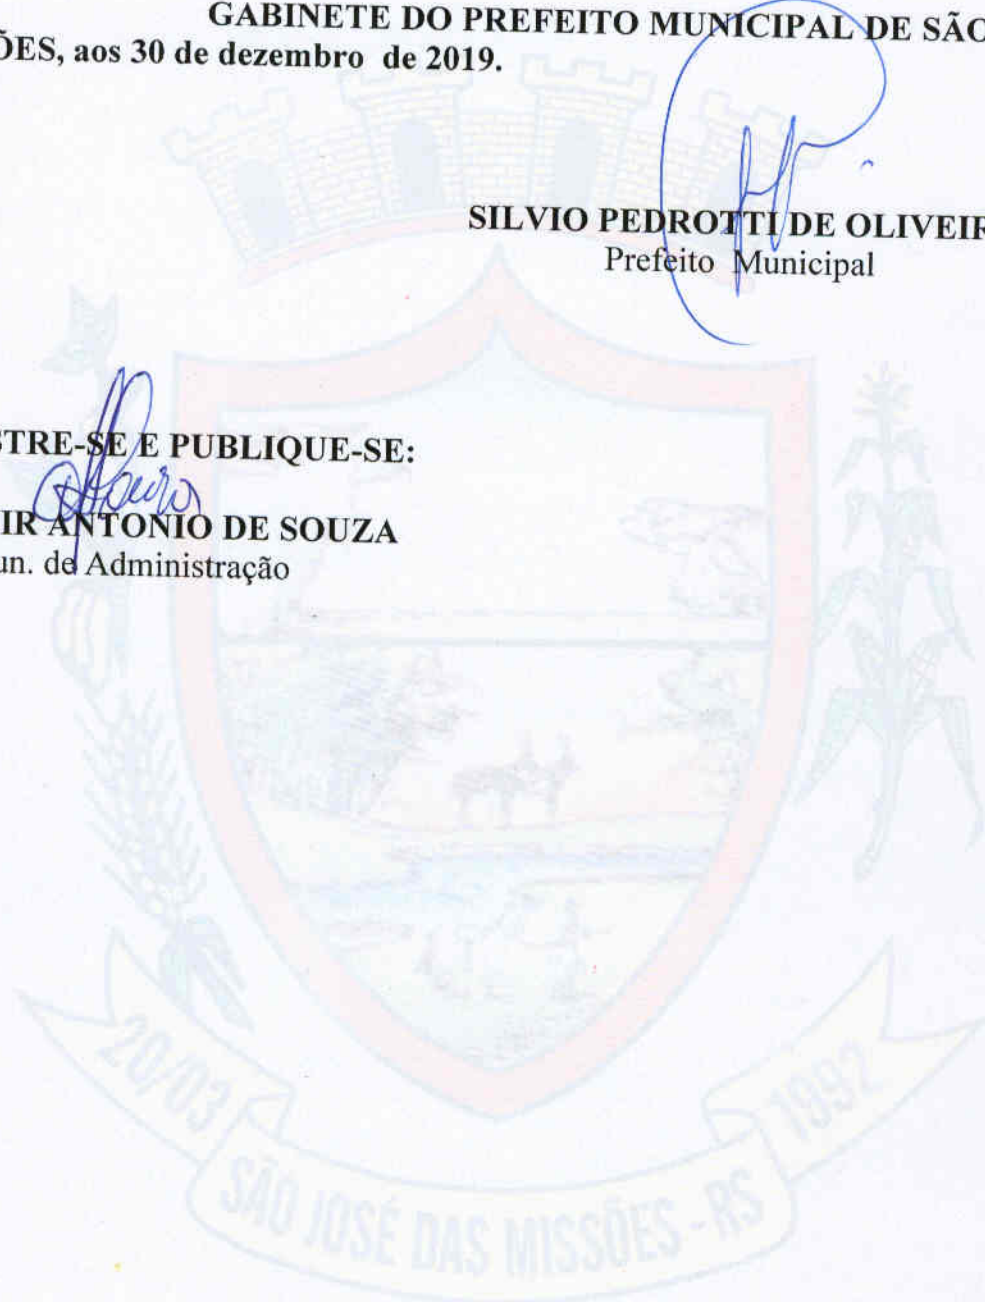 GABINETE DO PREFEITO MUNICIPAL DE SÃO
ÕES, aos 30 de dezembro de 2019.
SILVIO PEDROTTI DE OLIVEIR
Prefeito Municipal
STRE-SE E PUBLIQUE-SE:
IR ANTONIO DE SOUZA
un. de Administração
20/03
1992
SÃO JOSÉ DAS MISSÕES - RS